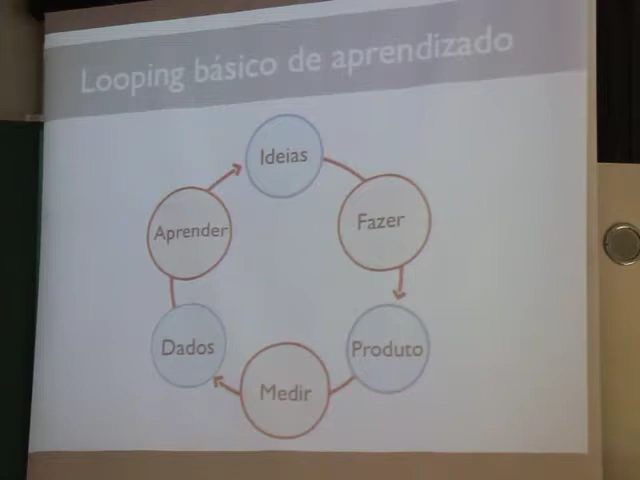 Looping básico de aprendizado
Ideias
Fazer
Produto
Medir
Dados
Aprender